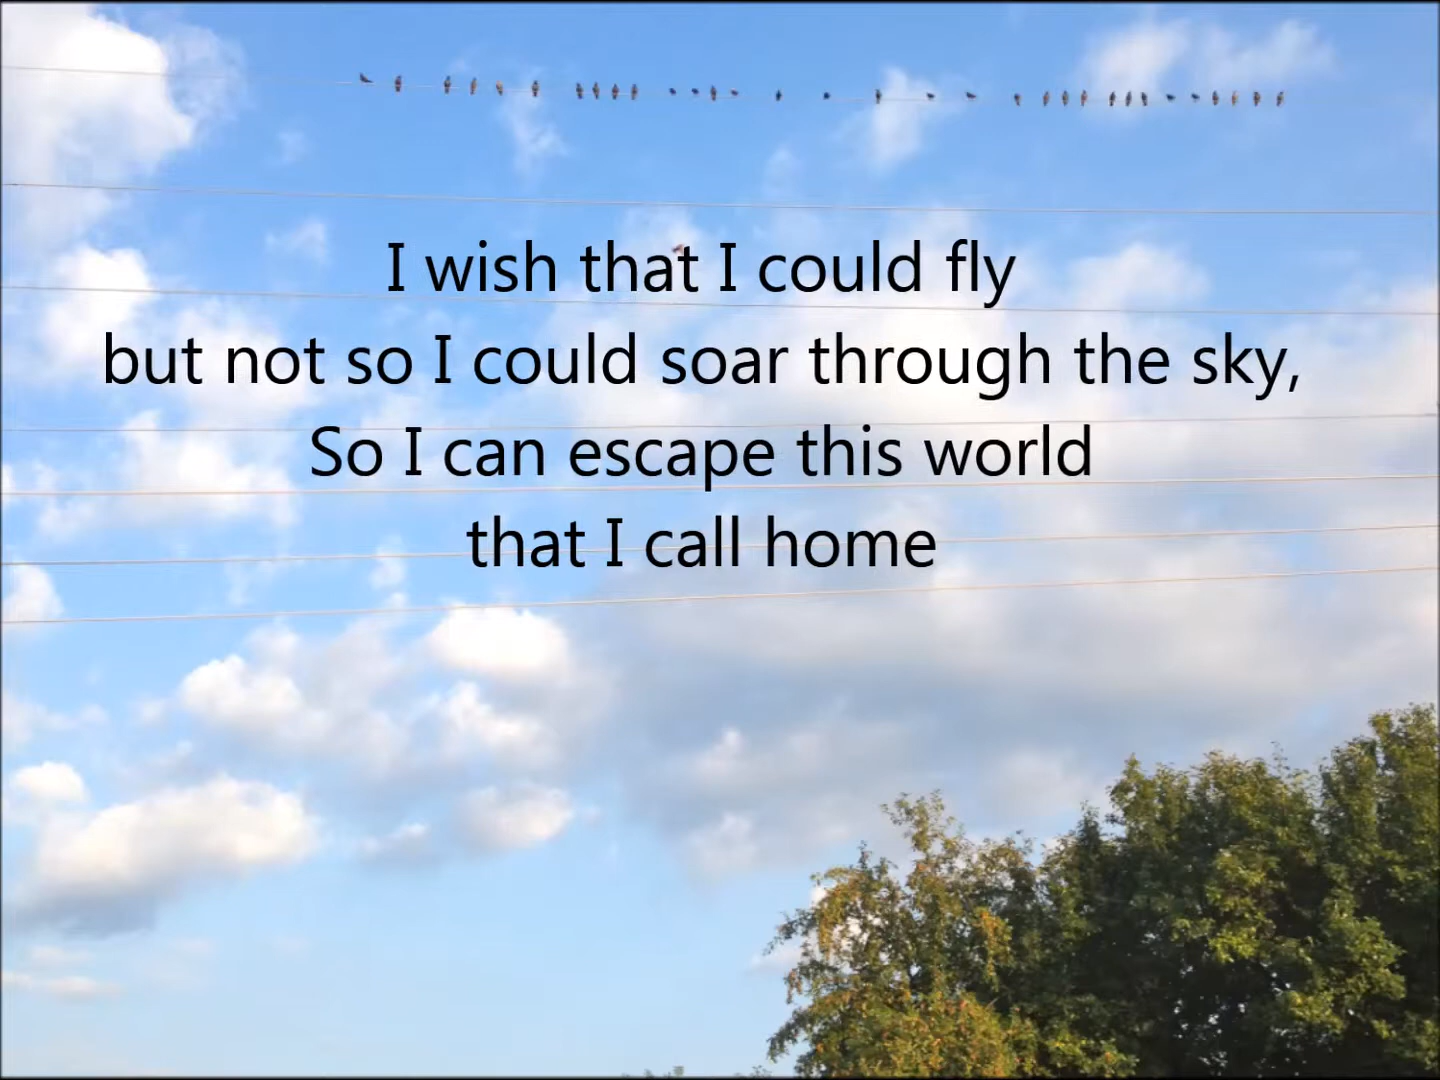 I wish that I could fly
but not so I could soar through the sky,
So I can escape this world
that I call home